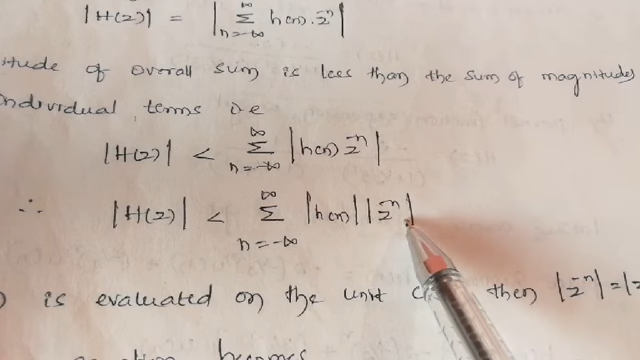 |H(z)| = |∑ h(n). z⁻ⁿ|
n=-∞ ∞
itude of overall sum is less than the sum of magnitudes
individual terms ie
|H(z)| < ∑ |h(n) z⁻ⁿ|
n=-∞ ∞
∴ |H(z)| < ∑ |h(n)| |z⁻ⁿ|
n=-∞ ∞
) is evaluated on the unit then |z⁻ⁿ|=|z
equation becomes